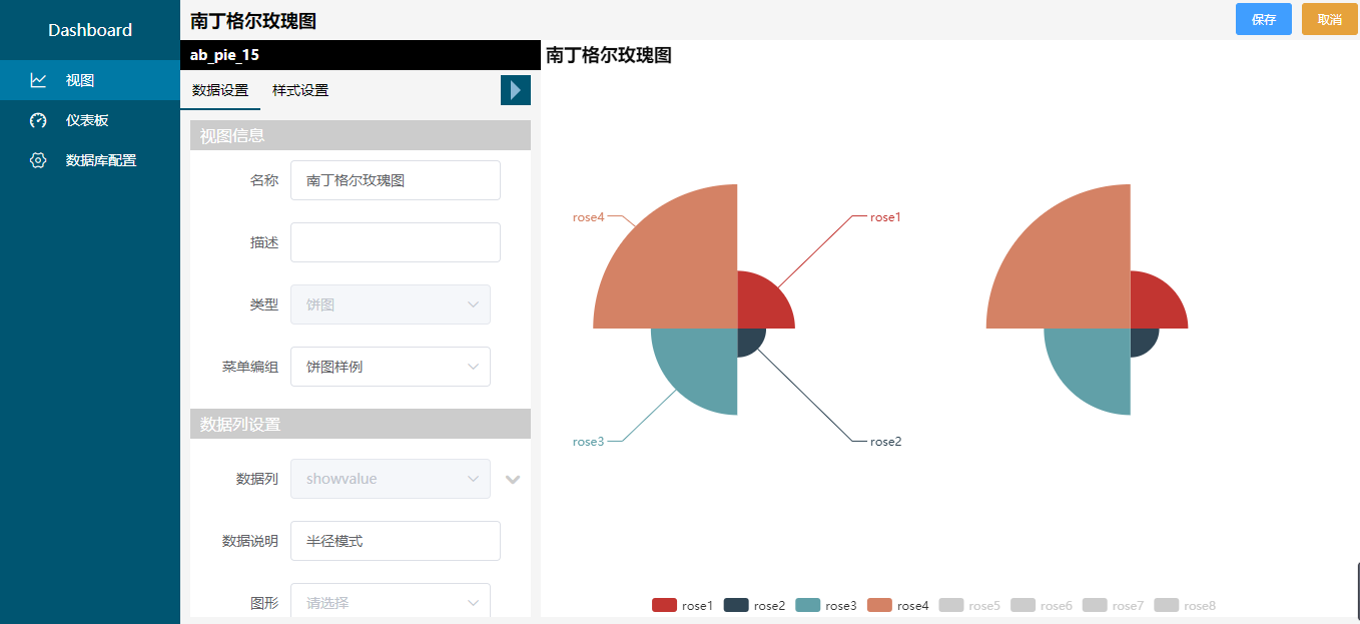 Dashboard
视图
仪表板
数据库配置
南丁格尔玫瑰图
保存
取消
ab_pie_15
数据设置
样式设置
视图信息
名称
南丁格尔玫瑰图
描述
类型
饼图
菜单编组
饼图样例
数据列设置
数据列
showvalue
数据说明
半径模式
图形
请选择
南丁格尔玫瑰图
rose4
rose1
rose3
rose2
rose1 rose2 rose3 rose4 rose5 rose6 rose7 rose8